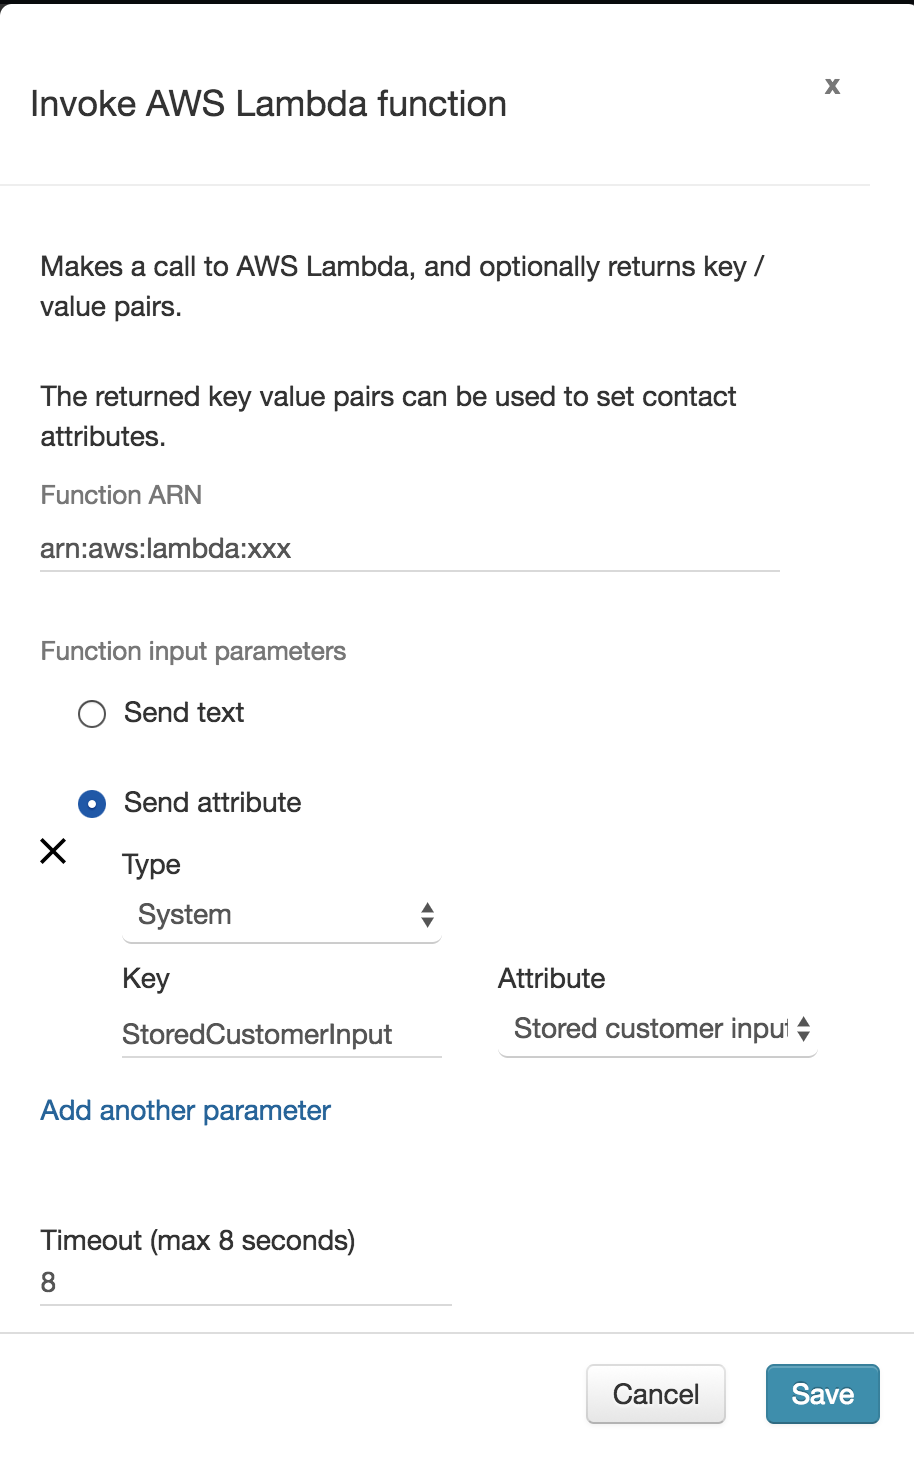 Invoke AWS Lambda function
x
Makes a call to AWS Lambda, and optionally returns key /
value pairs.
The returned key value pairs can be used to set contact
attributes.
Function ARN
arn:aws:lambda:xxx
Function input parameters
Send text
Send attribute
Type
System
Key
Attribute
StoredCustomerInput
Stored customer input
Add another parameter
Timeout (max 8 seconds)
8
Cancel
Save